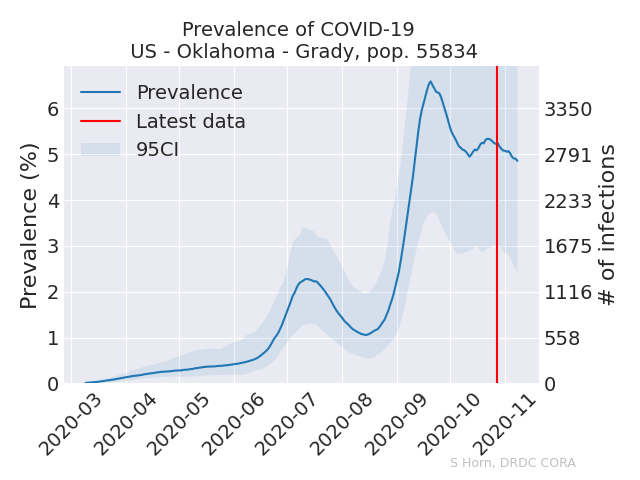 Prevalence of COVID-19
US - Oklahoma - Grady, pop. 55834
Prevalence
Latest data
95CI
Prevalence (%)
6
5
4
3
2
1
0
3350
2791
2233
1675
1116
558
0
# of infections
2020-03
2020-04
2020-05
2020-06
2020-07
2020-08
2020-09
2020-10
2020-11
S Horn, DRDC CORA